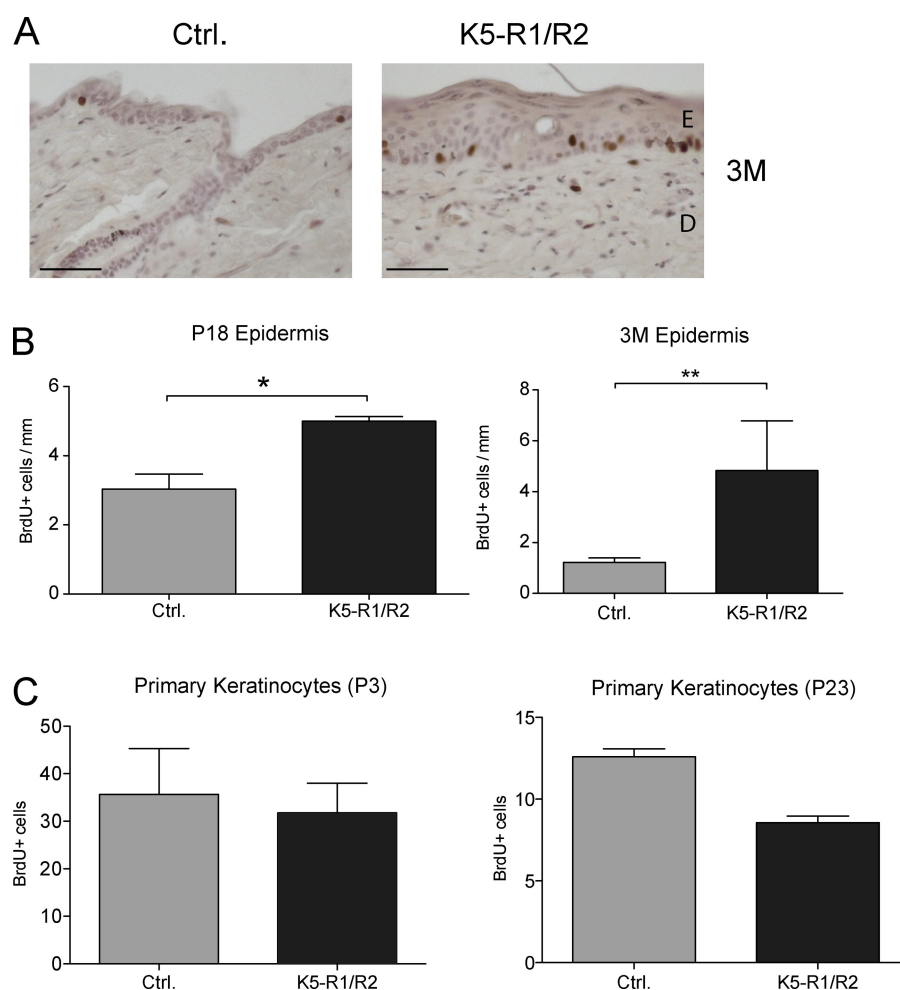 A
Ctrl.
K5-R1/R2
E
D
3M
B
P18 Epidermis
*
BrdU+ cells / mm
6
4
2
0
Ctrl.
K5-R1/R2
3M Epidermis
**
BrdU+ cells / mm
8
6
4
2
0
Ctrl.
K5-R1/R2
C
Primary Keratinocytes (P3)
BrdU+ cells
50
40
30
20
10
0
Ctrl.
K5-R1/R2
Primary Keratinocytes (P23)
BrdU+ cells
15
10
5
0
Ctrl.
K5-R1/R2